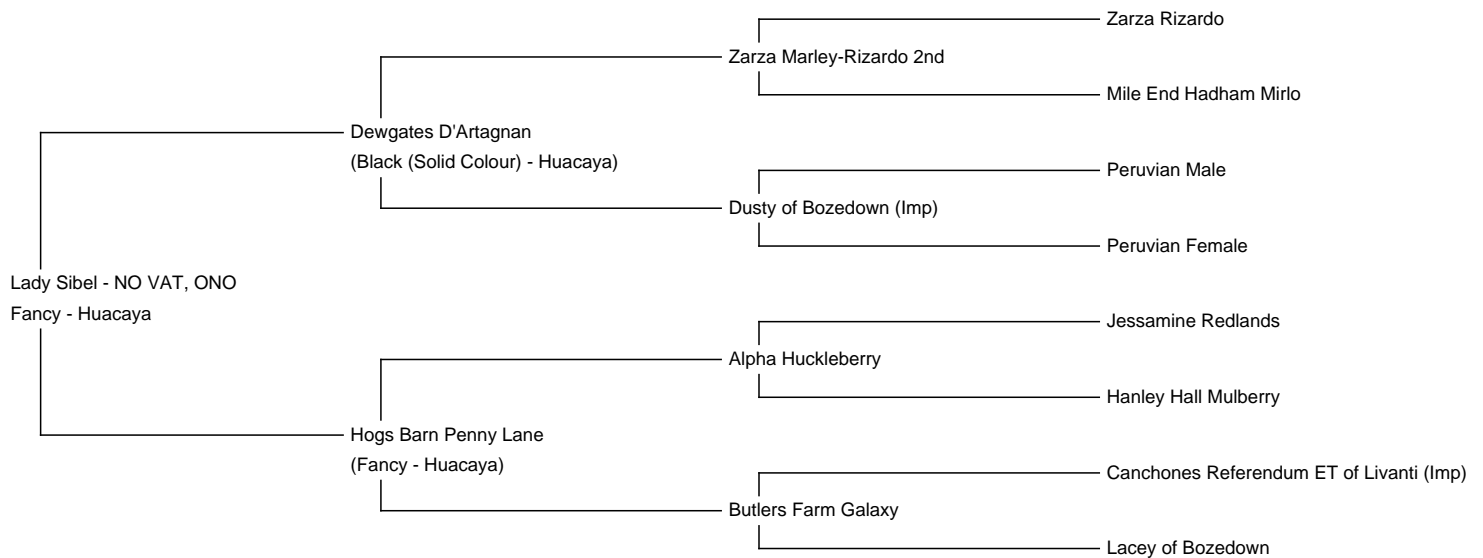 Zarza Rizardo
Zarza Marley-Rizardo 2nd
Mile End Hadham Mirlo
Dewgates D'Artagnan
(Black (Solid Colour) - Huacaya)
Peruvian Male
Dusty of Bozedown (Imp)
Peruvian Female
Lady Sibel - NO VAT, ONO
Fancy - Huacaya
Jessamine Redlands
Alpha Huckleberry
Hanley Hall Mulberry
Hogs Barn Penny Lane
(Fancy - Huacaya)
Canchones Referendum ET of Livanti (Imp)
Butlers Farm Galaxy
Lacey of Bozedown